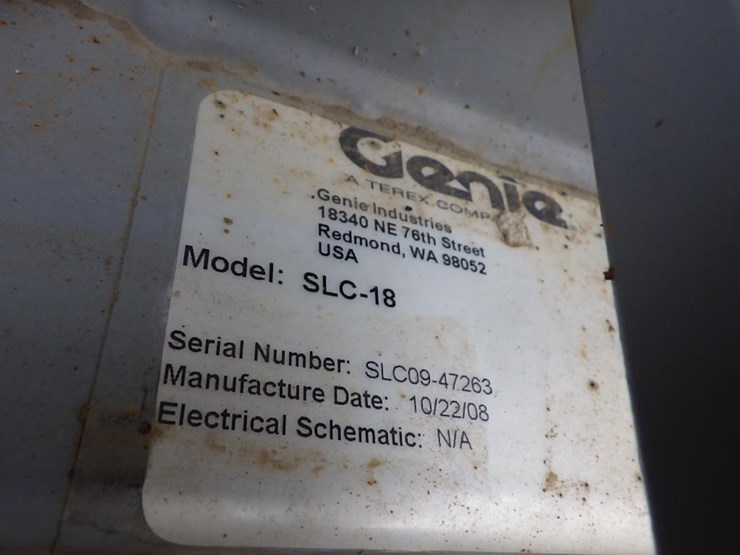 Genie
A TEREX COMP
Genie Industries
18340 NE 76th Street
Redmond, WA 98052
USA
Model: SLC-18
Serial Number: SLC09-47263
Manufacture Date: 10/22/08
Electrical Schematic: N/A